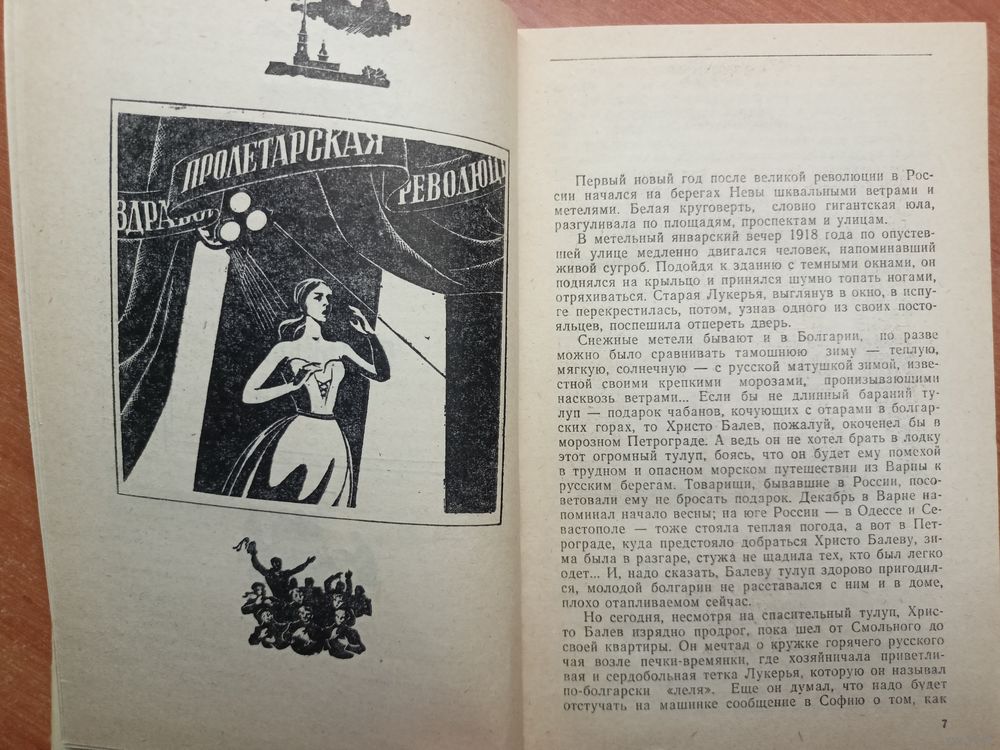 ПРОЛЕТАРСКАЯ
ЗДРА
РЕВОЛЮЦИ
Первый новый год после великой революции в Рос-
сии начался на берегах Невы шквальными ветрами и
метелями. Белая круговерть, словно гигантская юла,
разгуливала по площадям, проспектам и улицам.
В метельный январский вечер 1918 года по опустев-
шей улице медленно двигался человек, напоминавший
живой сугроб. Подойдя к зданию с темными окнами, он
поднялся на крыльцо и принялся шумно топать ногами,
отряхиваться. Старая Лукерья, выглянув в окно, в испу-
ге перекрестилась, потом, узнав одного из своих посто-
яльцев, поспешила отпереть дверь.
Снежные метели бывают и в Болгарии, но разве
можно было сравнивать тамошнюю зиму — теплую,
мягкую, солнечную — с русской матушкой зимой, изве-
стной своими крепкими морозами, пронизывающими
насквозь ветрами... Если бы не длинный бараний ту-
луп — подарок чабанов, кочующих с отарами в болгар-
ских горах, то Христо Балев, пожалуй, окоченел бы в
морозном Петрограде. А ведь он не хотел брать в лодку
этот огромный тулуп, боясь, что он будет ему помехой
в трудном и опасном морском путешествии из Варны к
русским берегам. Товарищи, бывавшие в России, посо-
ветовали ему не бросать подарок. Декабрь в Варне на-
поминал начало весны; на юге России — в Одессе и Се-
вастополе — тоже стояла теплая погода, а вот в Пет-
рограде, куда предстояло добраться Христо Балеву, зи-
ма была в разгаре, стужа не щадила тех, кто был легко
одет... И, надо сказать, Балеву тулуп здорово пригодил-
ся, молодой болгарин не расставался с ним и в доме,
плохо отапливаемом сейчас.
Но сегодня, несмотря на спасительный тулуп, Хрис-
то Балев изрядно продрог, пока шел от Смольного до
своей квартиры. Он мечтал о кружке горячего русского
чая возле печки-времянки, где хозяйничала приветли-
вая и сердобольная тетка Лукерья, которую он называл
по-болгарски «леля». Еще он думал, что надо будет
отстучать на машинке сообщение в Софию о том, как
7